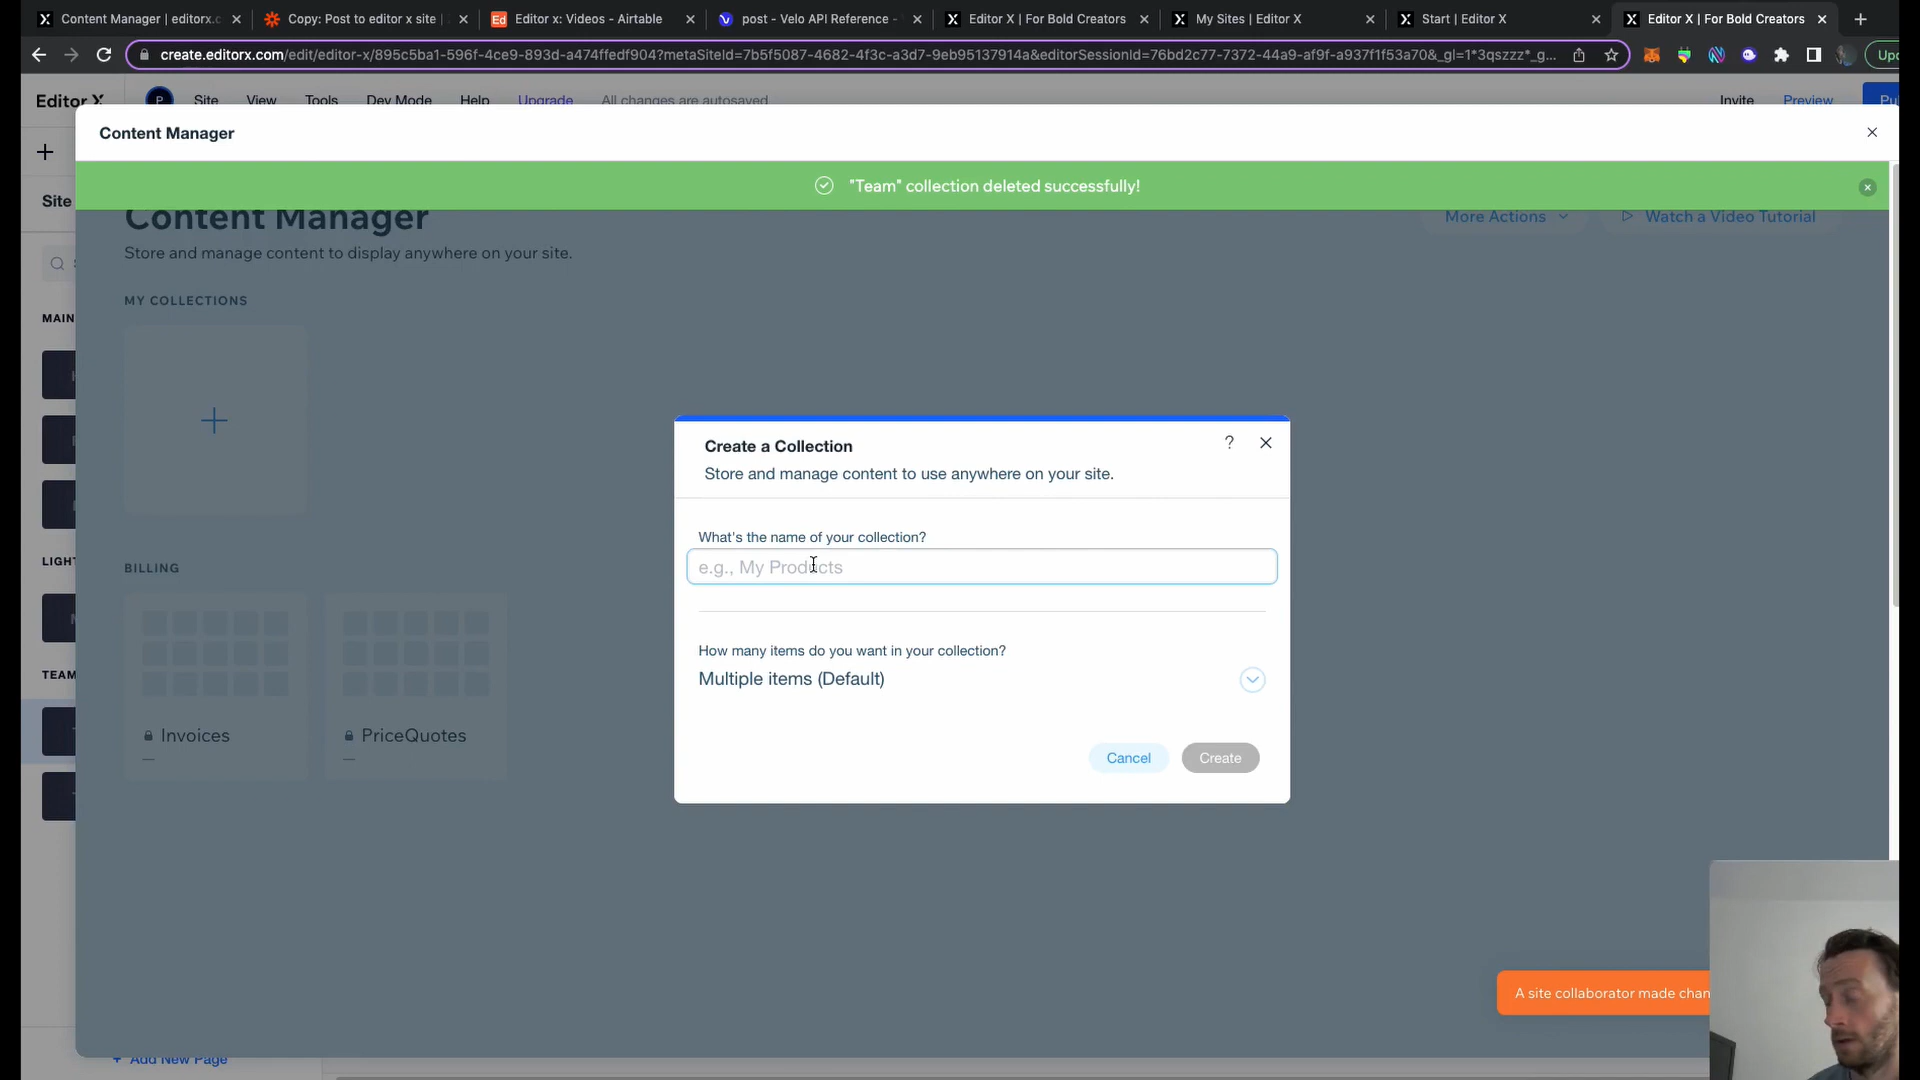 Content Manager | editorx.c
Copy: Post to editor x site |
Editor x: Videos - Airtable
post - Velo API Reference -
Editor X | For Bold Creators
My Sites | Editor X
Start | Editor X
Editor X | For Bold Creators
create.editorx.com/edit/editor-x/895c5ba1-596f-4ce9-893d-a474ffedf904?metaSiteId=7b5f5087-4682-4f3c-a3d7-9eb95137914a&editorSessionId=76bd2c77-7372-44a9-af9f-a937f1f53a70&_gl=1*3qszzz*_g...
Editor X
P
Site
View
Tools
Dev Mode
Help
Upgrade
All changes are autosaved
Invite
Preview
Content Manager
"Team" collection deleted successfully!
Site
Content Manager
More Actions
Watch a Video Tutorial
Store and manage content to display anywhere on your site.
MY COLLECTIONS
MAIN
Create a Collection
?
Store and manage content to use anywhere on your site.
What's the name of your collection?
e.g., My Products
LIGHT
BILLING
How many items do you want in your collection?
Multiple items (Default)
TEAM
Invoices
PriceQuotes
Cancel
Create
A site collaborator made chan
+ Add New Page